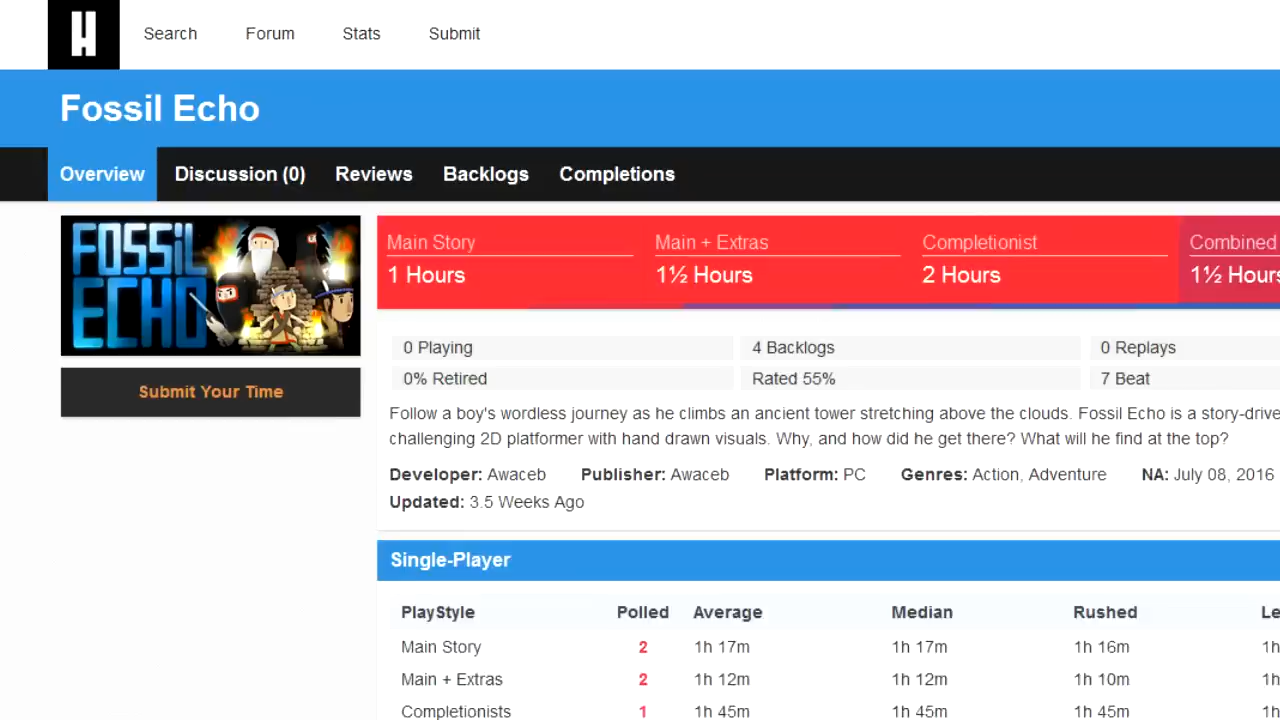 H
Search Forum Stats Submit
Fossil Echo
Overview Discussion (0) Reviews Backlogs Completions
FOSSIL
ECHO
Submit Your Time
Main Story Main + Extras Completionist Combined
1 Hours 1½ Hours 2 Hours 1½ Hours
0 Playing 4 Backlogs 0 Replays
0% Retired Rated 55% 7 Beat
Follow a boy's wordless journey as he climbs an ancient tower stretching above the clouds. Fossil Echo is a story-drive
challenging 2D platformer with hand drawn visuals. Why, and how did he get there? What will he find at the top?
Developer: Awaceb Publisher: Awaceb Platform: PC Genres: Action, Adventure NA: July 08, 2016
Updated: 3.5 Weeks Ago
Single-Player
PlayStyle Polled Average Median Rushed Le
Main Story 2 1h 17m 1h 17m 1h 16m 1h
Main + Extras 2 1h 12m 1h 12m 1h 10m 1h
Completionists 1 1h 45m 1h 45m 1h 45m 1h